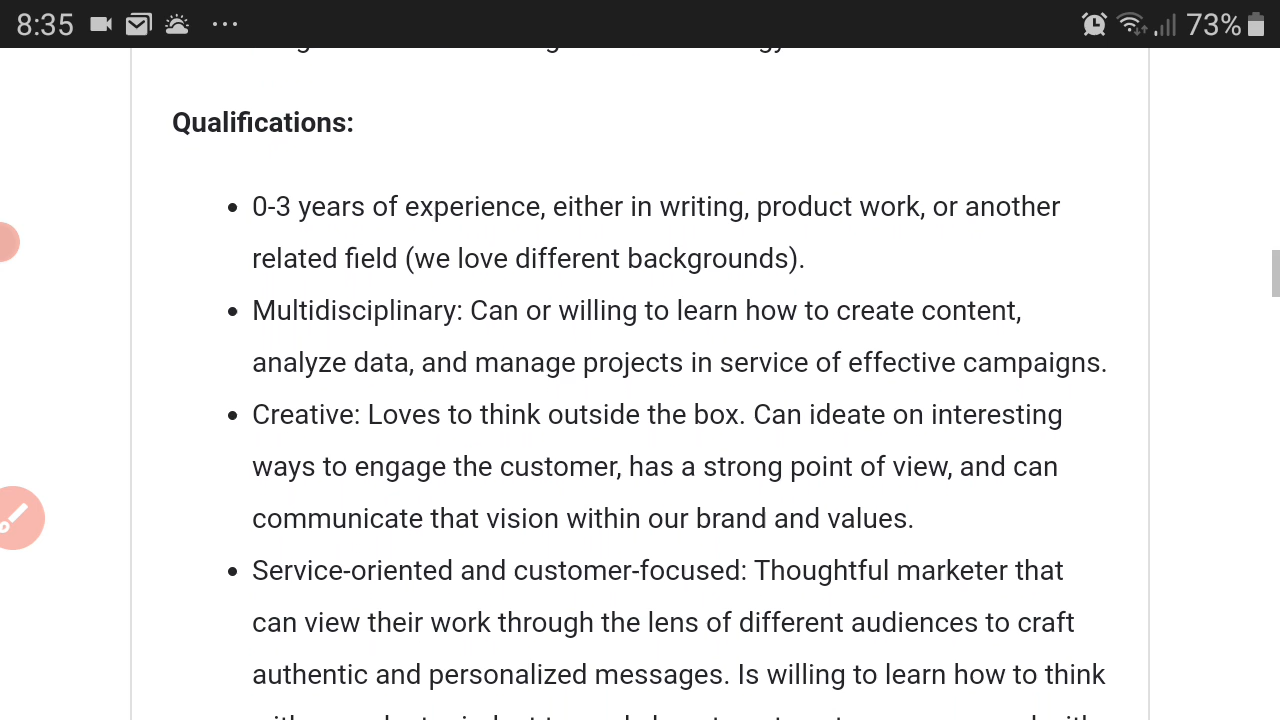 8:35
73%
Qualifications:
• 0-3 years of experience, either in writing, product work, or another
related field (we love different backgrounds).
• Multidisciplinary: Can or willing to learn how to create content,
analyze data, and manage projects in service of effective campaigns.
• Creative: Loves to think outside the box. Can ideate on interesting
ways to engage the customer, has a strong point of view, and can
communicate that vision within our brand and values.
• Service-oriented and customer-focused: Thoughtful marketer that
can view their work through the lens of different audiences to craft
authentic and personalized messages. Is willing to learn how to think